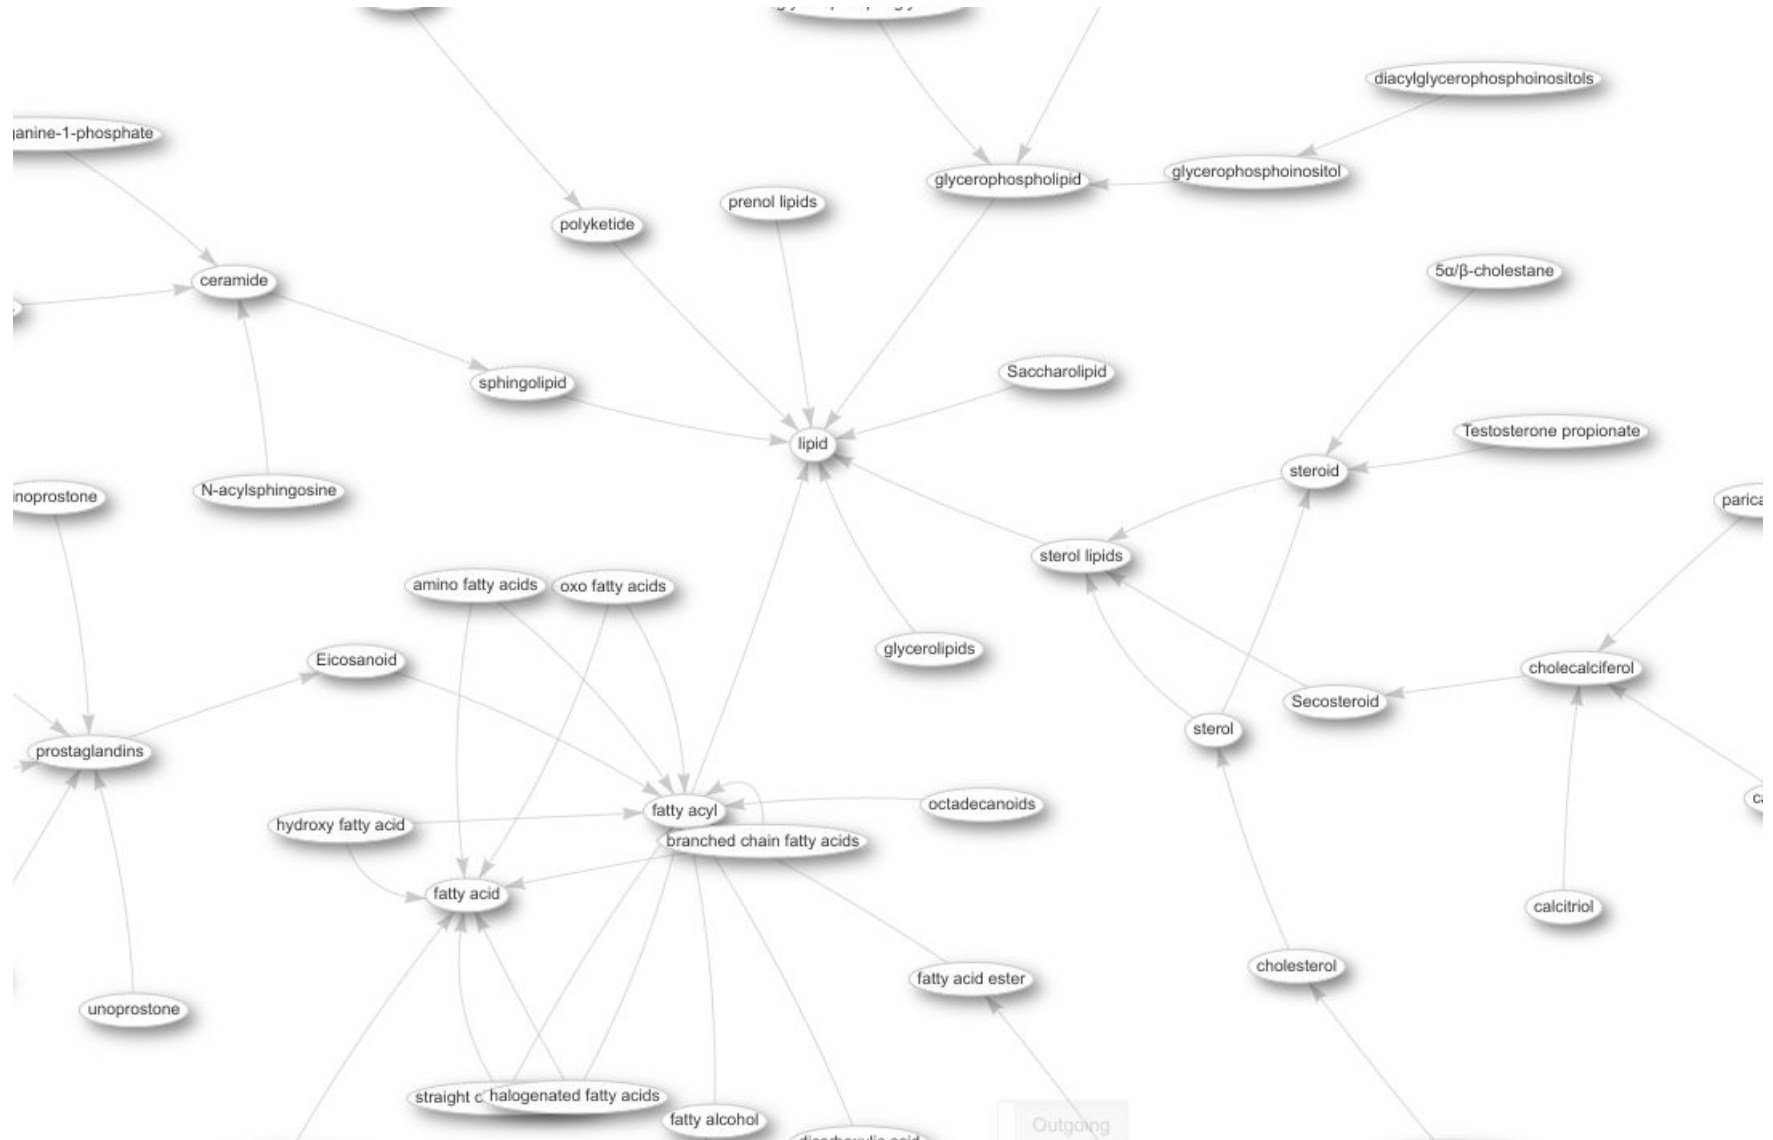 diacylglycerophosphoinositols
anine-1-phosphate
glycerophosphoinositol
glycerophospholipid
prenol lipids
polyketide
5α/β-cholestane
ceramide
Saccharolipid
sphingolipid
Testosterone propionate
lipid
steroid
N-acylsphingosine
noprostone
parica
sterol lipids
amino fatty acids
oxo fatty acids
glycerolipids
Eicosanoid
cholecalciferol
Secosteroid
sterol
prostaglandins
octadecanoids
fatty acyl
hydroxy fatty acid
branched chain fatty acids
fatty acid
calcitriol
cholesterol
fatty acid ester
unoprostone
straight c
halogenated fatty acids
fatty alcohol
Outgoing